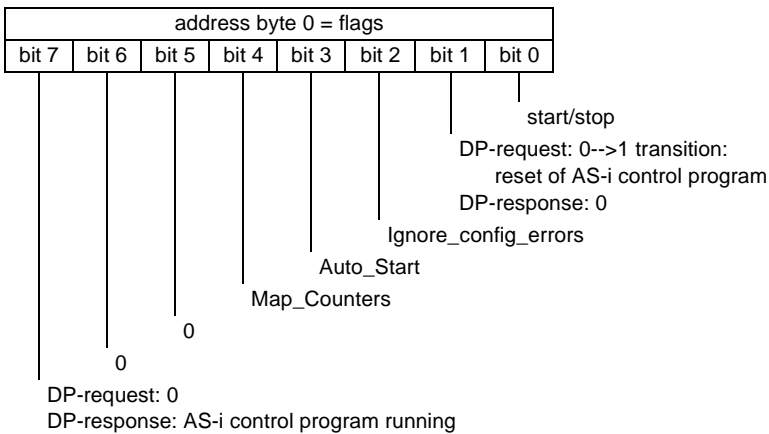 address byte 0 = flags
bit 7 bit 6 bit 5 bit 4 bit 3 bit 2 bit 1 bit 0
start/stop
DP-request: 0-->1 transition:
reset of AS-i control program
DP-response: 0
Ignore_config_errors
Auto_Start
Map_Counters
0
0
DP-request: 0
DP-response: AS-i control program running